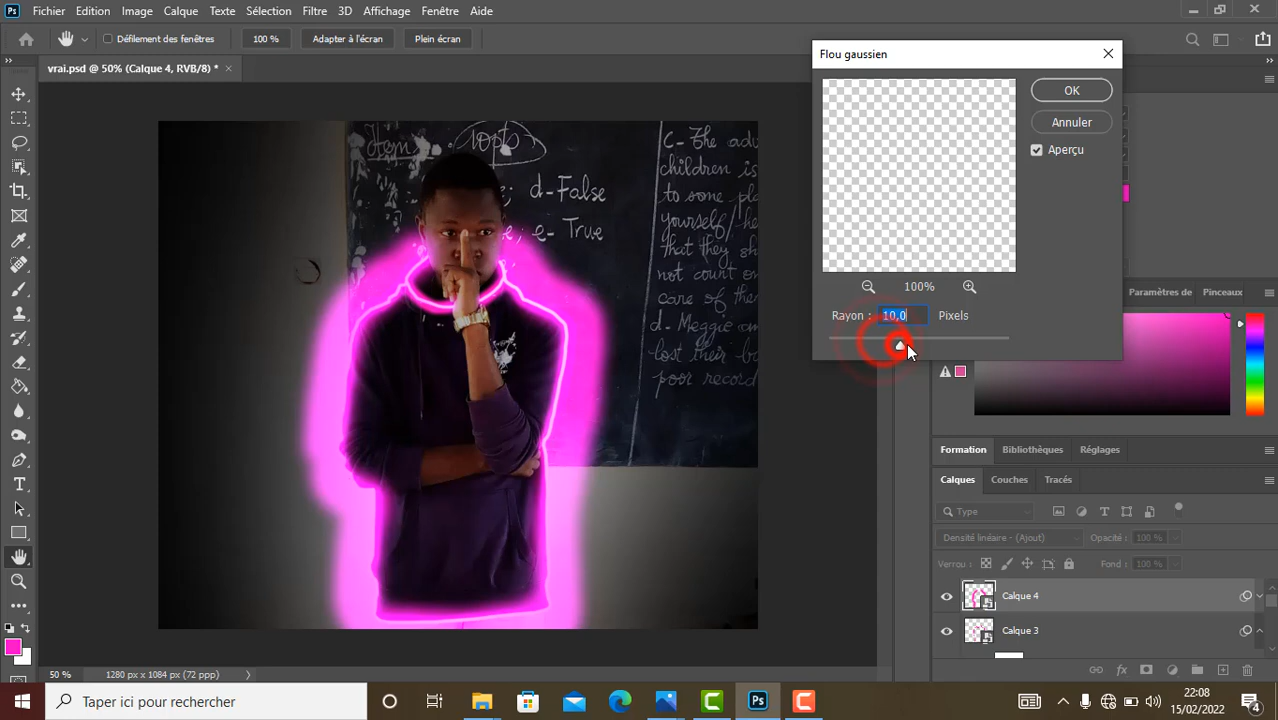 Ps Fichier Edition Image Calque Texte Sélection Filtre 3D Affichage Fenêtre Aide
Défilement des fenêtres 100 % Adapter à l'écran Plein écran
vrai.psd @ 50% (Calque 4, RVB/8) *
Flou gaussien
OK
Annuler
Aperçu
100%
Rayon : 10,0 Pixels
Item
d-False
e- True
C- The
children is
to some
yourself/
that they
not count
care of the
d- Meggie
lost their
poor record
T
Paramètres de Pinceaux
Formation Bibliothèques Réglages
Calques Couches Tracés
Type
Densité linéaire - (Ajout) Opacité : 100 %
Verrou : Fond : 100 %
Calque 4
Calque 3
50 % 1280 px x 1084 px (72 ppp)
Taper ici pour rechercher
Ps
22:08
15/02/2022
4